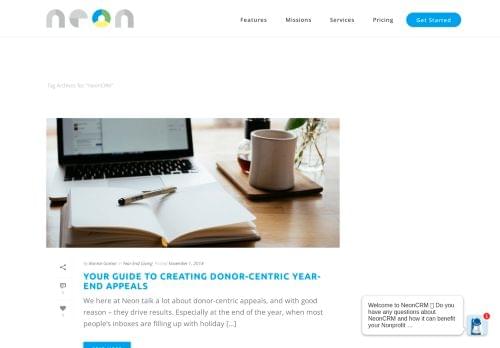 neon
Features Missions Services Pricing Get Started
Tag Archives for: "NeonCRM"
in Year-End Giving Posted November 1, 2018
YOUR GUIDE TO CREATING DONOR-CENTRIC YEAR-
END APPEALS
We here at Neon talk a lot about donor-centric appeals, and with good
reason – they drive results. Especially at the end of the year, when most
people's inboxes are filling up with holiday [...]
Welcome to NeonCRM Do you
have any questions about
NeonCRM and how it can benefit
your Nonprofit ...
1